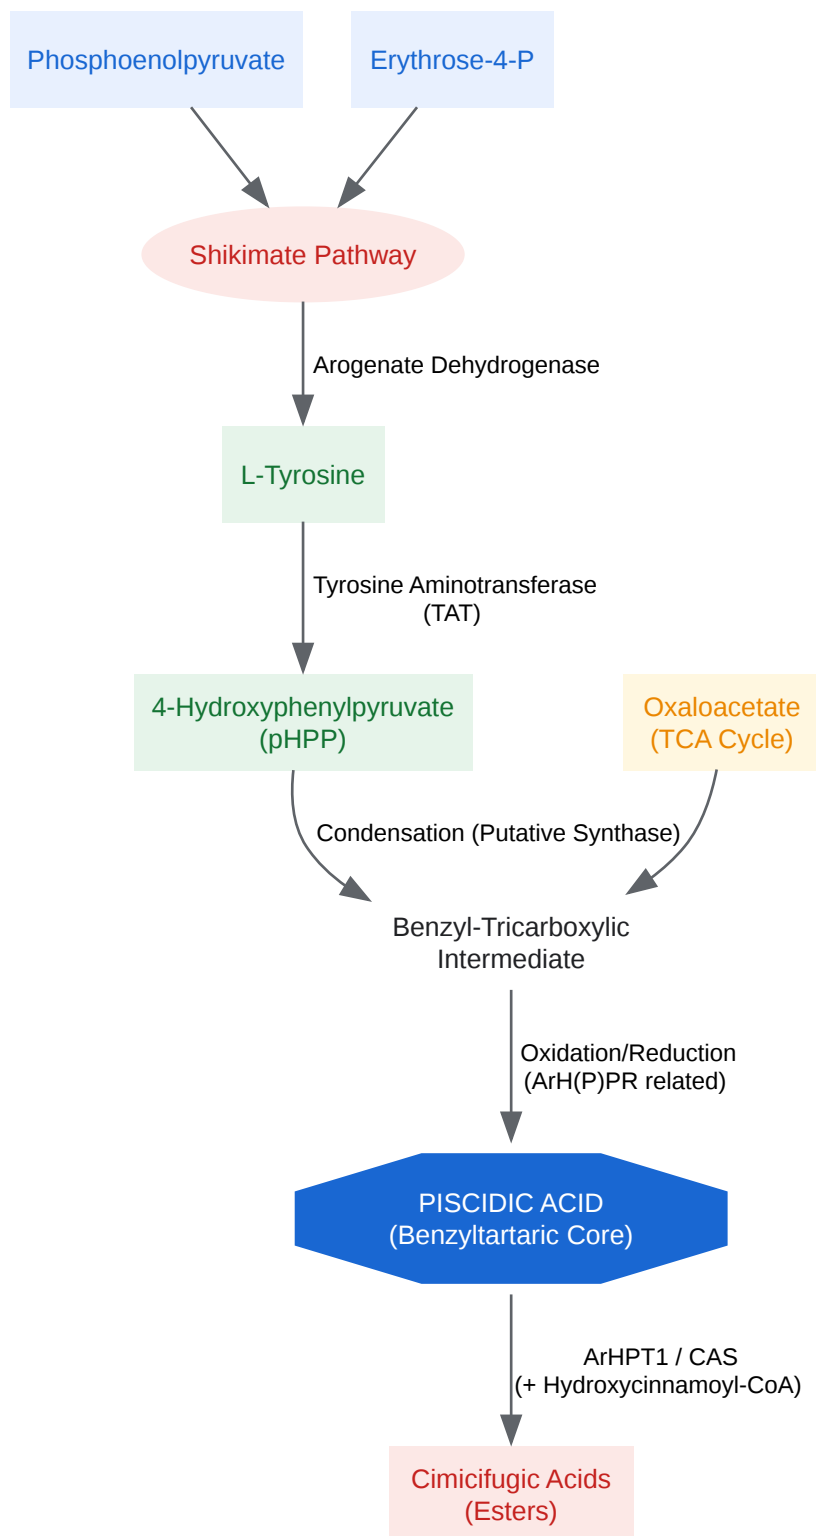 Phosphoenolpyruvate
Erythrose-4-P
Shikimate Pathway
Arogenate Dehydrogenase
L-Tyrosine
Tyrosine Aminotransferase
(TAT)
4-Hydroxyphenylpyruvate
(pHPP)
Oxaloacetate
(TCA Cycle)
Condensation (Putative Synthase)
Benzyl-Tricarboxylic
Intermediate
Oxidation/Reduction
(ArH(P)PR related)
PISCIDIC ACID
(Benzyltartaric Core)
ArHPT1 / CAS
(+ Hydroxycinnamoyl-CoA)
Cimicifugic Acids
(Esters)